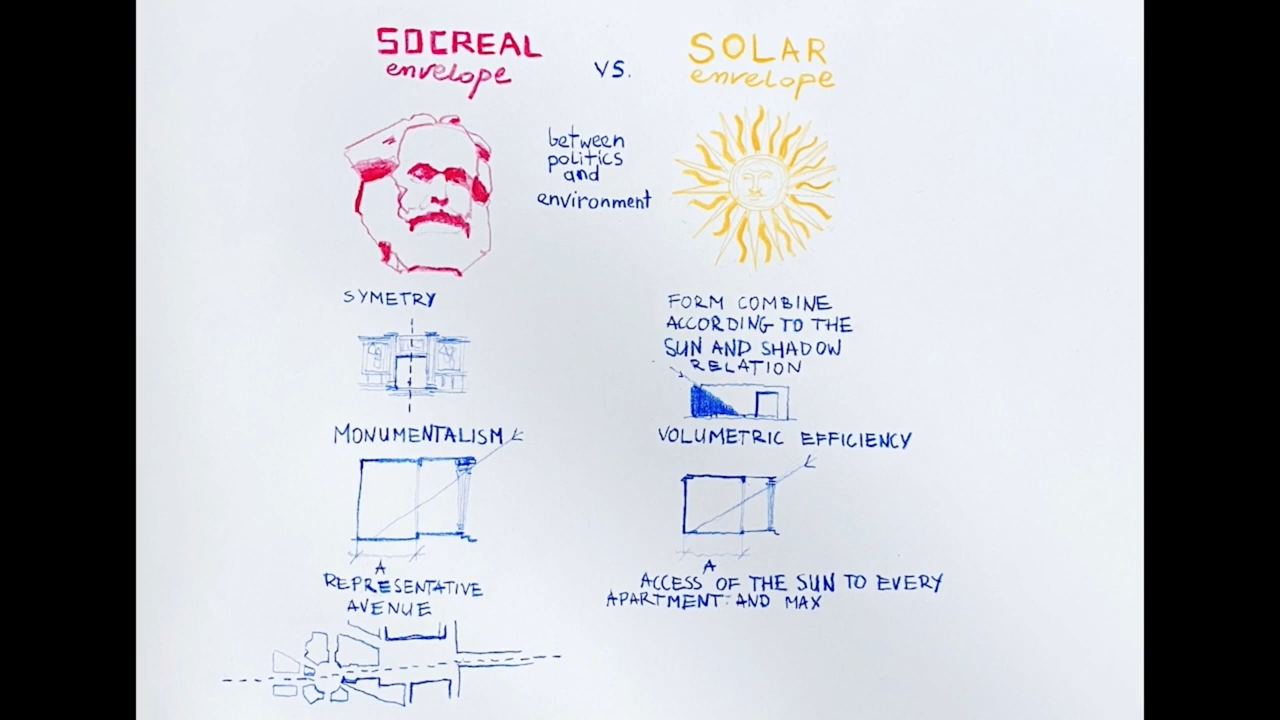 SOCREAL
envelope
vs.
SOLAR
envelope
between
politics
and
environment
SYMETRY
MONUMENTALISM
A
REPRESENTATIVE
AVENUE
FORM COMBINE
ACCORDING TO THE
SUN AND SHADOW
RELATION
VOLUMETRIC EFFICIENCY
A
ACCESS OF THE SUN TO EVERY
APARTMENT: AND MAX